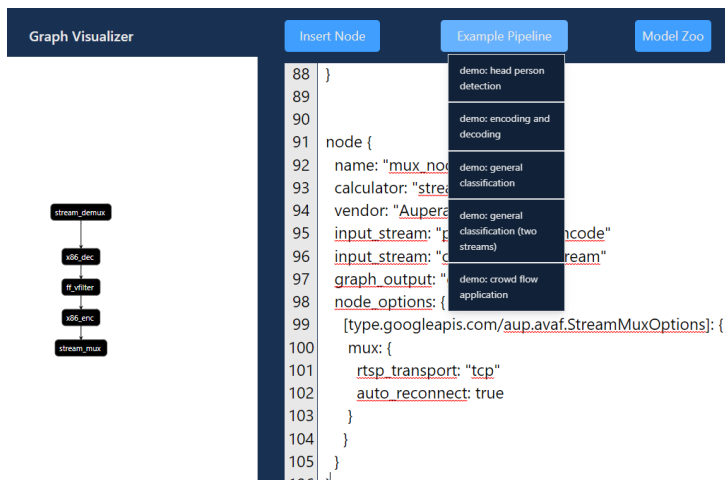 Graph Visualizer
Insert Node
Example Pipeline
Model Zoo
stream_demux
x86_dec
ff_vfilter
x86_enc
stream_mux
demo: head person
detection
demo: encoding and
decoding
demo: general
classification
demo: general
classification (two
streams)
demo: crowd flow
application
88 }
89
90
91 node {
92 name: "mux_no
93 calculator: "strea
94 vendor: "Aupera
95 input_stream: "p ncode"
96 input_stream: "c ream"
97 graph_output: "
98 node_options: {
99 [type.googleapis.com/aup.avaf.StreamMuxOptions]: {
100 mux: {
101 rtsp_transport: "tcp"
102 auto_reconnect: true
103 }
104 }
105 }